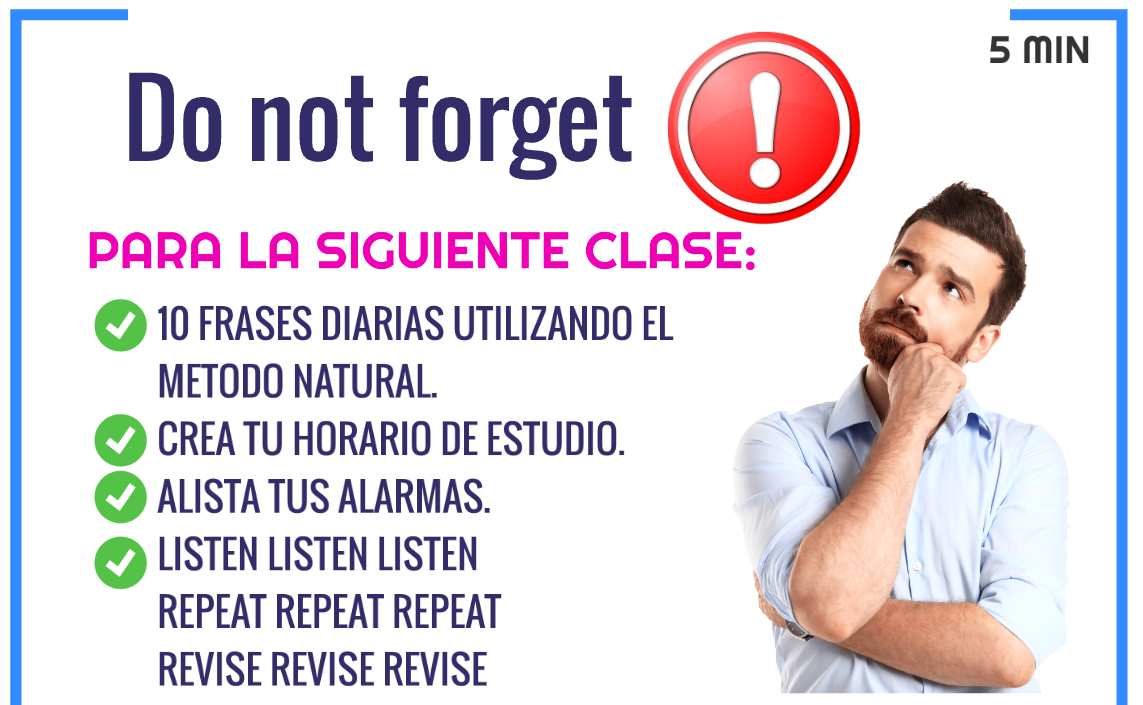 5 MIN
Do not forget
PARA LA SIGUIENTE CLASE:
10 FRASES DIARIAS UTILIZANDO EL
METODO NATURAL.
CREA TU HORARIO DE ESTUDIO.
ALISTA TUS ALARMAS.
LISTEN LISTEN LISTEN
REPEAT REPEAT REPEAT
REVISE REVISE REVISE